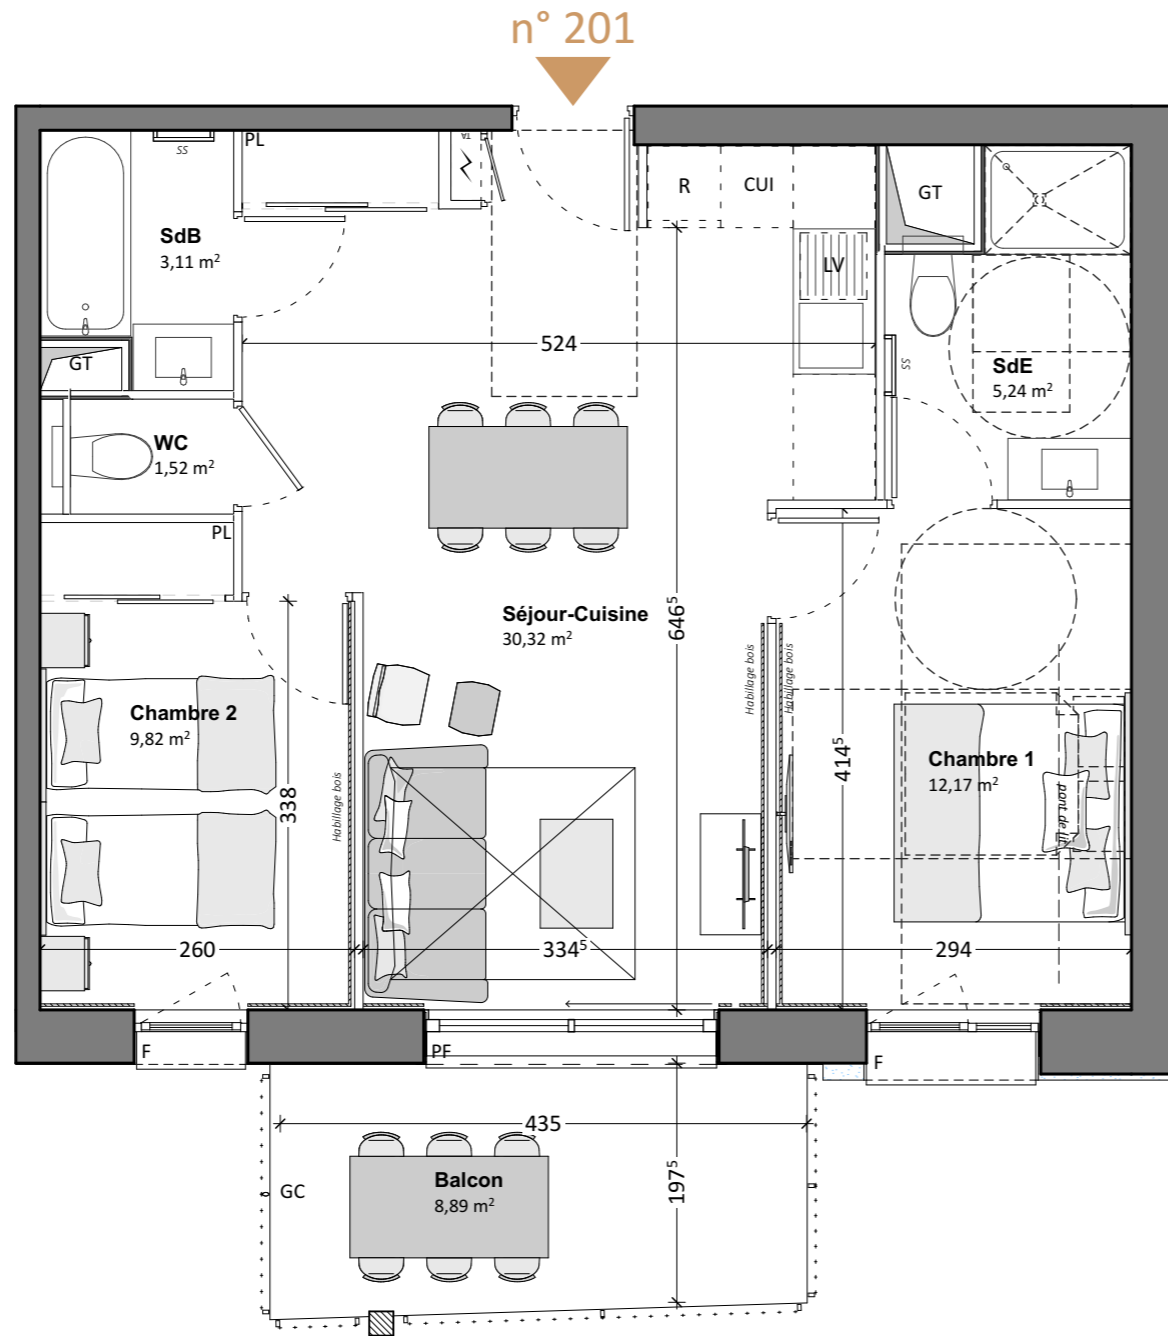 n° 201
PL
SS
TA
R
CUI
GT
SdB
3,11 m²
LV
GT
524
SS
SdE
5,24 m²
WC
1,52 m²
PL
Séjour-Cuisine
30,32 m²
646⁵
Habillage bois
Habillage bois
Chambre 2
9,82 m²
338
Habillage bois
414⁵
Chambre 1
12,17 m²
pont de lit
260
334⁵
294
F
PF
F
435
197⁵
GC
Balcon
8,89 m²